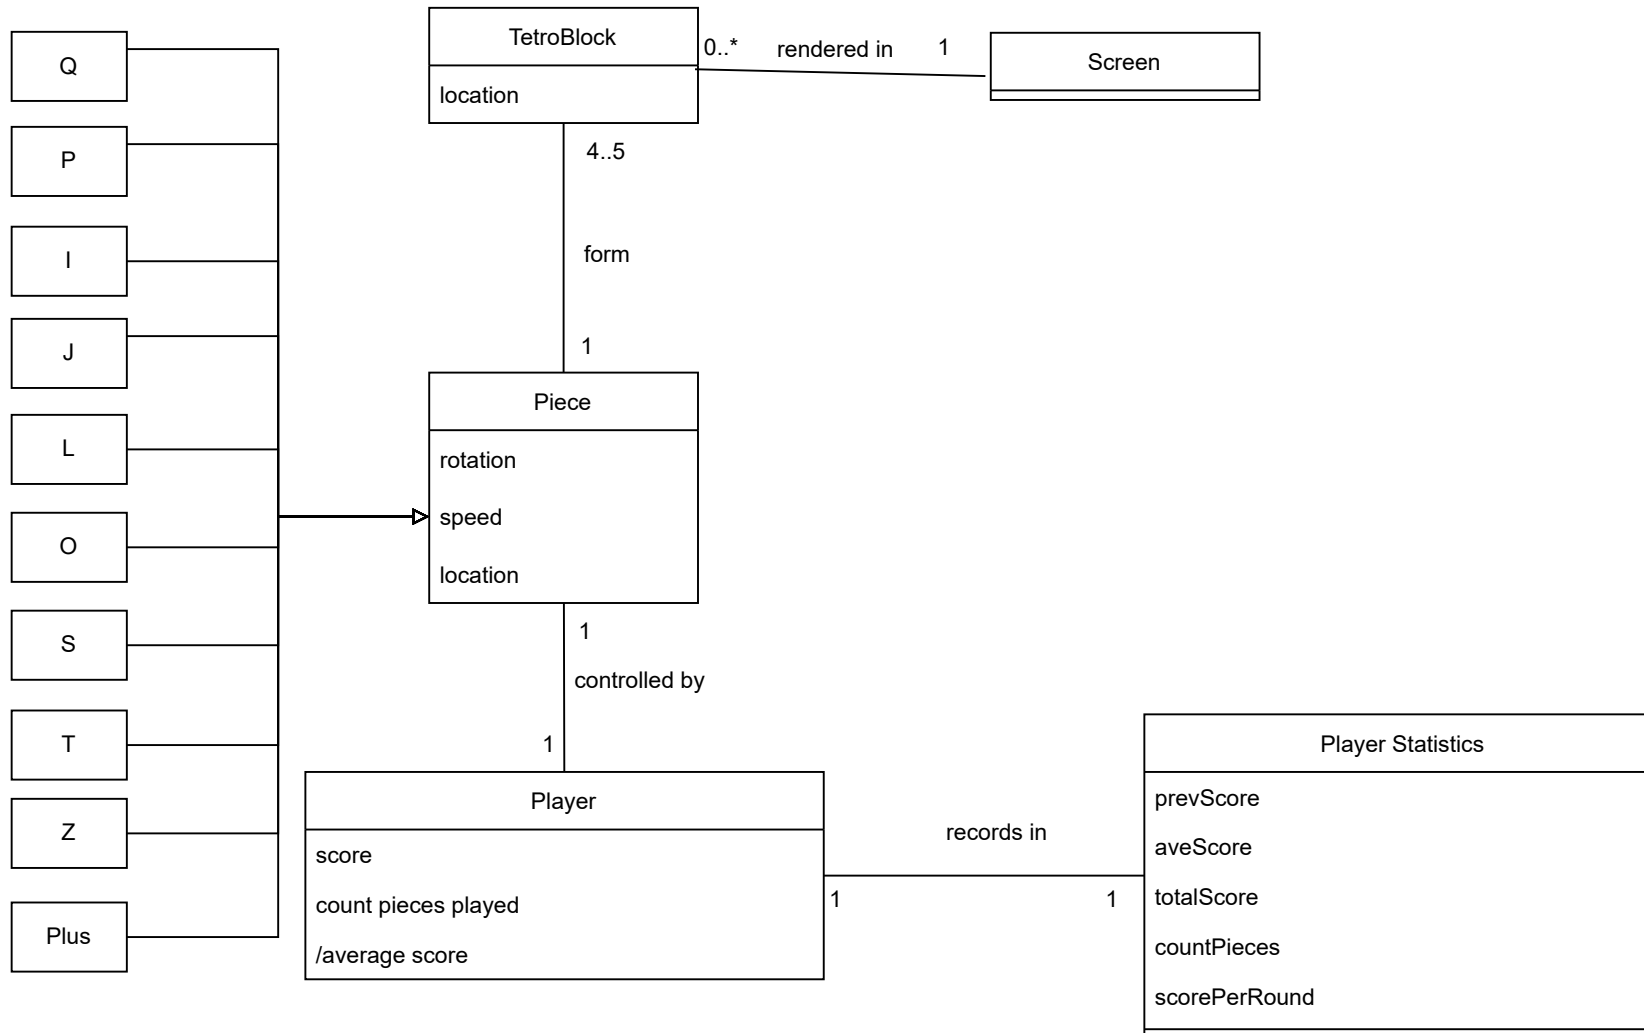 Q
P
I
J
L
O
S
T
Z
Plus
TetroBlock
location
0..*
rendered in
1
Screen
4..5
form
1
Piece
rotation
speed
location
1
controlled by
1
Player
score
count pieces played
/average score
1
records in
1
Player Statistics
prevScore
aveScore
totalScore
countPieces
scorePerRound